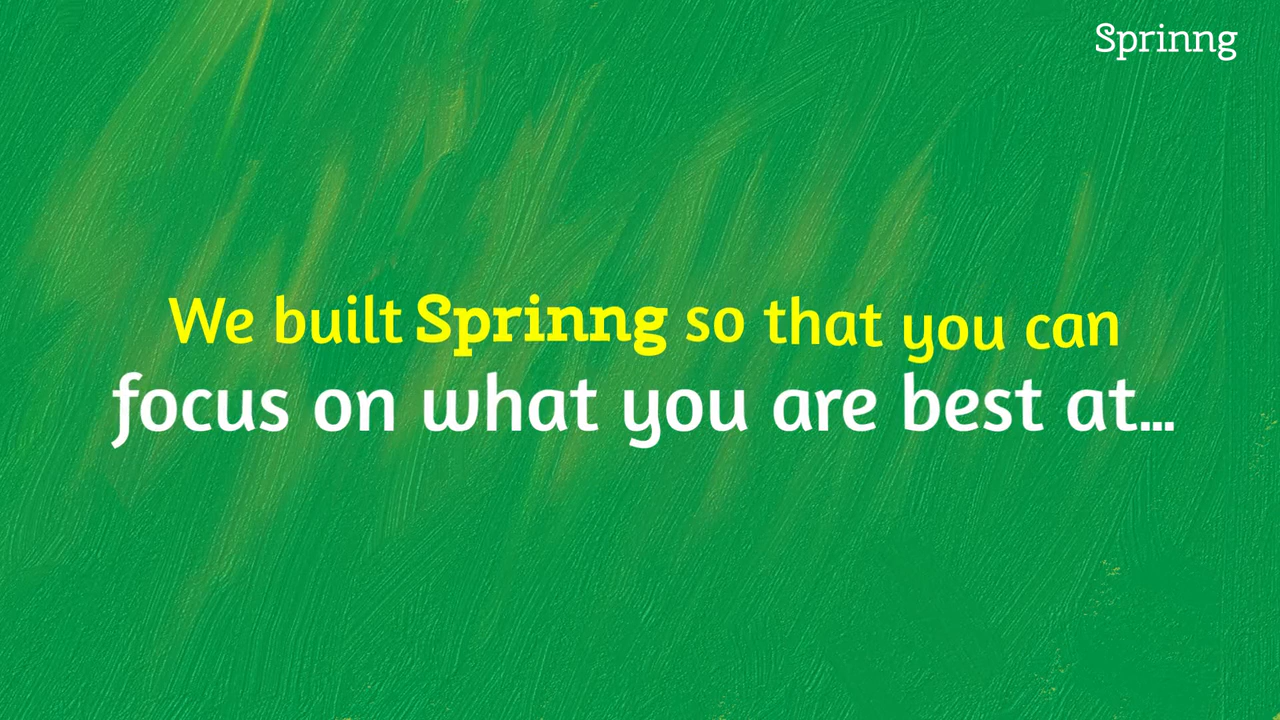 Sprinng
We built Sprinng so that you can
focus on what you are best at...